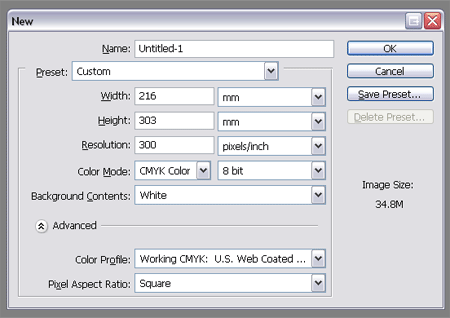 New
Name: Untitled-1
OK
Preset: Custom
Cancel
Width: 216 mm
Save Preset...
Height: 303 mm
Delete Preset...
Resolution: 300 pixels/inch
Color Mode: CMYK Color 8 bit
Image Size:
Background Contents: White
34.8M
Advanced
Color Profile: Working CMYK: U.S. Web Coated ...
Pixel Aspect Ratio: Square